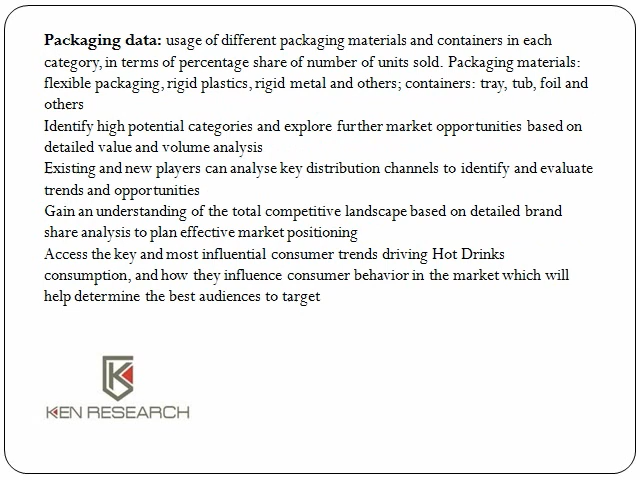 Packaging data: usage of different packaging materials and containers in each
category, in terms of percentage share of number of units sold. Packaging materials:
flexible packaging, rigid plastics, rigid metal and others; containers: tray, tub, foil and
others
Identify high potential categories and explore further market opportunities based on
detailed value and volume analysis
Existing and new players can analyse key distribution channels to identify and evaluate
trends and opportunities
Gain an understanding of the total competitive landscape based on detailed brand
share analysis to plan effective market positioning
Access the key and most influential consumer trends driving Hot Drinks
consumption, and how they influence consumer behavior in the market which will
help determine the best audiences to target
KEN RESEARCH